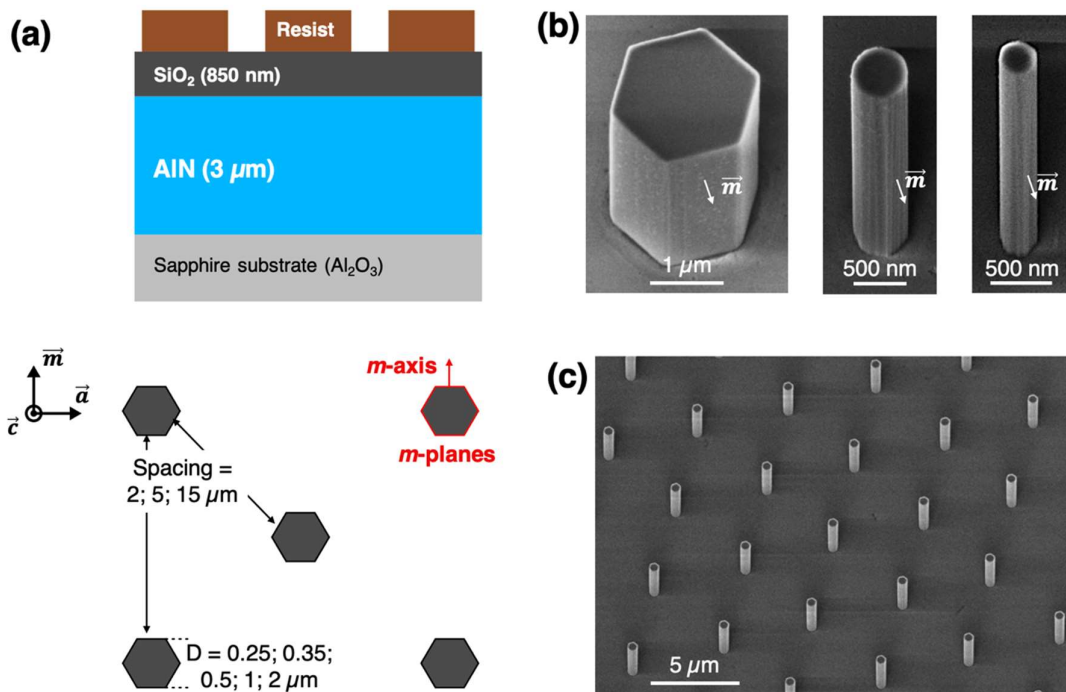 (a)
Resist
SiO₂ (850 nm)
AlN (3 µm)
Sapphire substrate (Al₂O₃)
m⃗
a⃗
c⃗
m-axis
m-planes
Spacing =
2; 5; 15 µm
D = 0.25; 0.35;
0.5; 1; 2 µm
(b)
m⃗
1 µm
m⃗
500 nm
m⃗
500 nm
(c)
5 µm